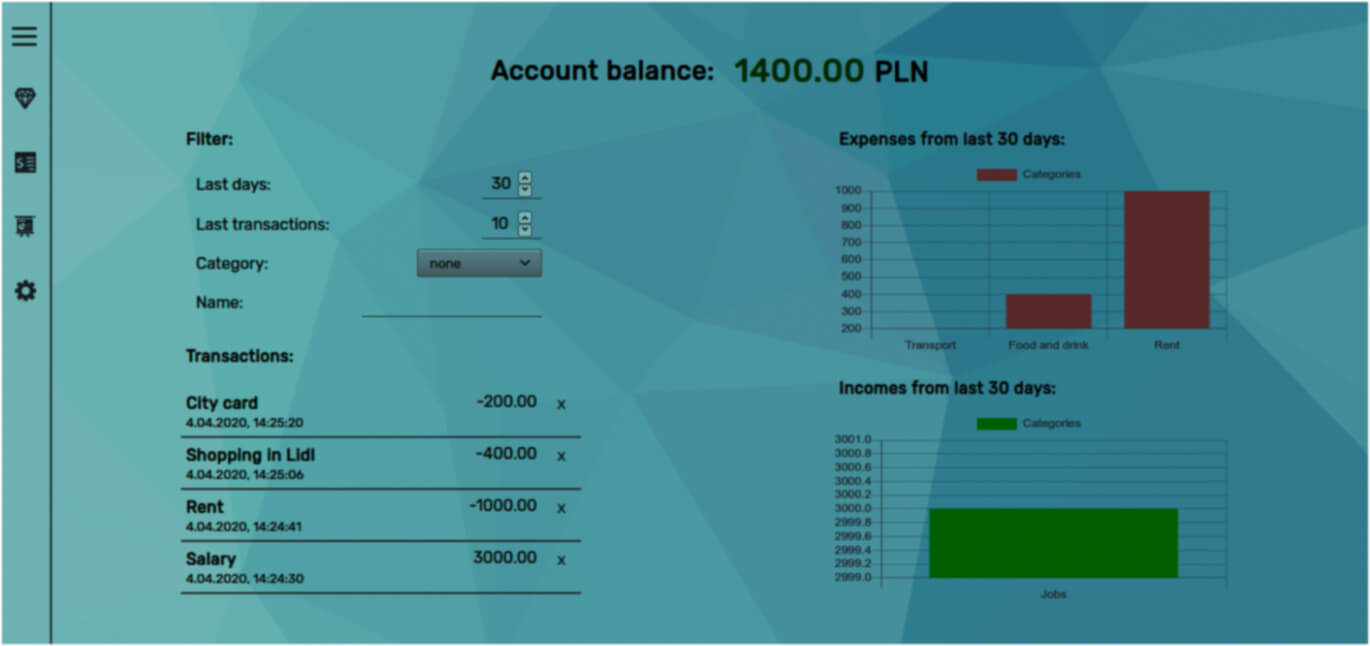 Account balance: 1400.00 PLN
Filter:
Last days: 30
Last transactions: 10
Category: none
Name:
Transactions:
City card -200.00 x
4.04.2020, 14:25:20
Shopping in Lidl -400.00 x
4.04.2020, 14:25:06
Rent -1000.00 x
4.04.2020, 14:24:41
Salary 3000.00 x
4.04.2020, 14:24:30
Expenses from last 30 days:
Categories
1000
900
800
700
600
500
400
300
200
Transport Food and drink Rent
Incomes from last 30 days:
Categories
3001.0
3000.8
3000.6
3000.4
3000.2
3000.0
2999.8
2999.6
2999.4
2999.2
2999.0
Jobs